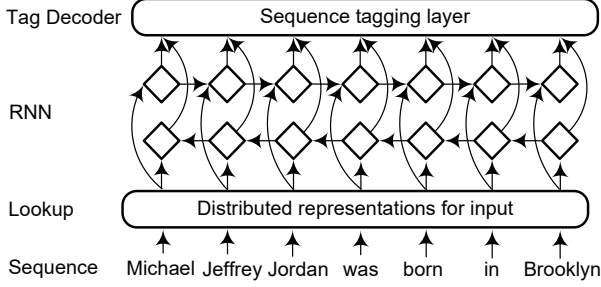 Tag Decoder Sequence tagging layer
RNN
Lookup Distributed representations for input
Sequence Michael Jeffrey Jordan was born in Brooklyn